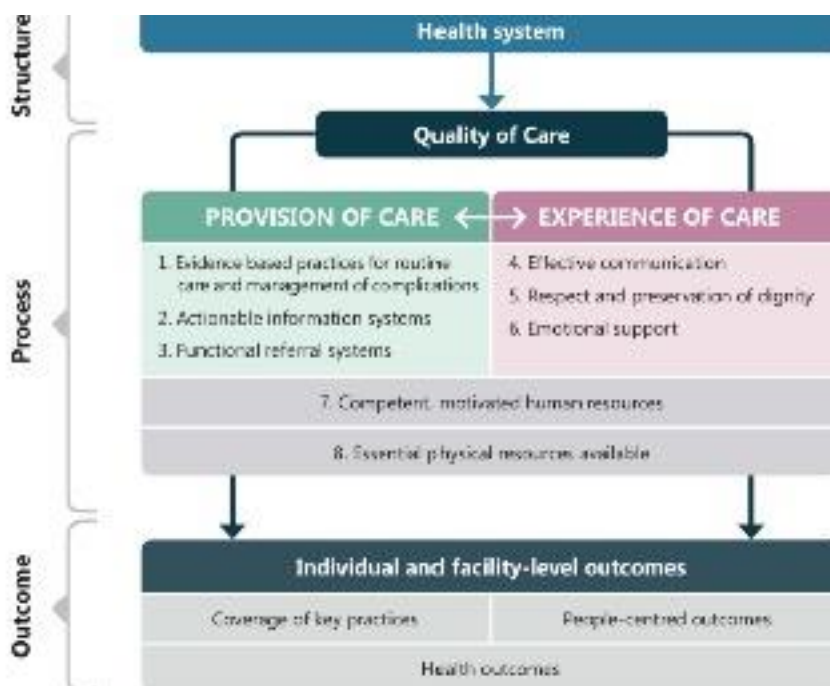 Structure
Health system
Process
Quality of Care
PROVISION OF CARE
EXPERIENCE OF CARE
1. Evidence based practices for routine
care and management of complications
2. Actionable information systems
3. Functional referral systems
4. Effective communication
5. Respect and preservation of dignity
6. Emotional support
7. Competent, motivated human resources
8. Essential physical resources available
Outcome
Individual and facility-level outcomes
Coverage of key practices
People-centred outcomes
Health outcomes